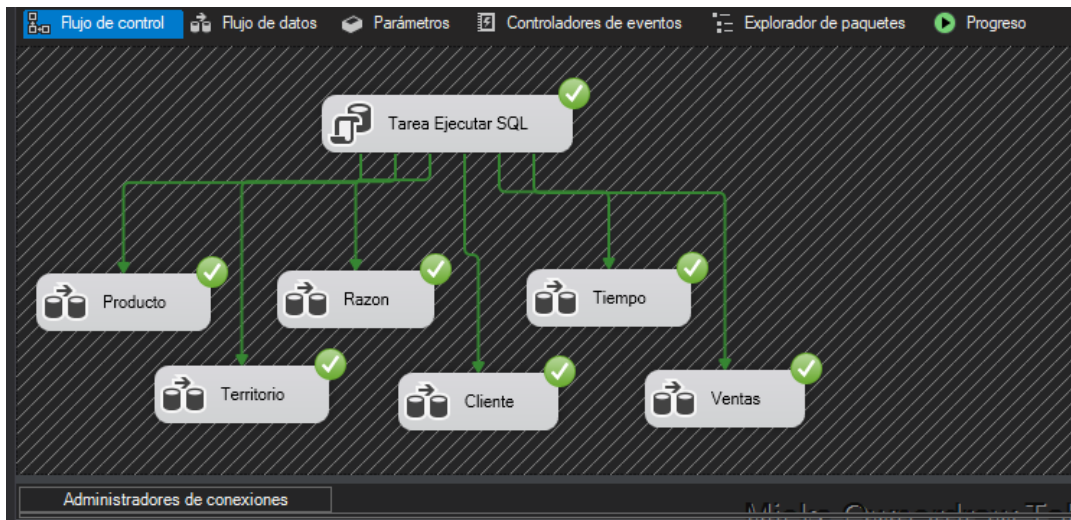 Flujo de control Flujo de datos Parámetros Controladores de eventos Explorador de paquetes Progreso
Tarea Ejecutar SQL
Producto Razon Tiempo
Territorio Cliente Ventas
Administradores de conexiones